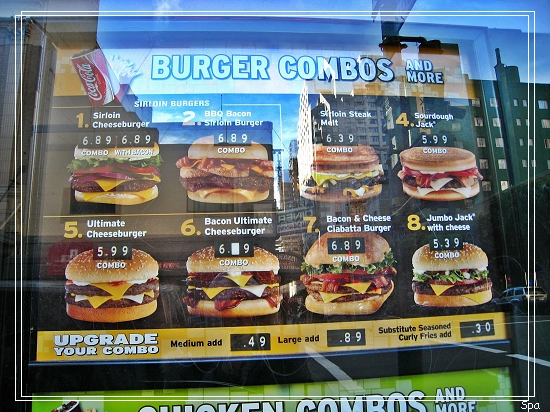 Coca-Cola
BURGER COMBOS AND MORE
SIRLOIN BURGERS
1. Sirloin Cheeseburger
6.89 6.89
COMBO WITH BACON
2. BBQ Bacon Sirloin Burger
6.89
COMBO
Sirloin Steak Melt
6.39
COMBO
4. Sourdough Jack®
5.99
COMBO
5. Ultimate Cheeseburger
5.99
COMBO
6. Bacon Ultimate Cheeseburger
6. 9
COMBO
7. Bacon & Cheese Ciabatta Burger
6.89
COMBO
8. Jumbo Jack® with cheese
5.39
COMBO
UPGRADE YOUR COMBO
Medium add .49
Large add .89
Substitute Seasoned Curly Fries add .30
CHICKEN COMBOS AND MORE
Spa